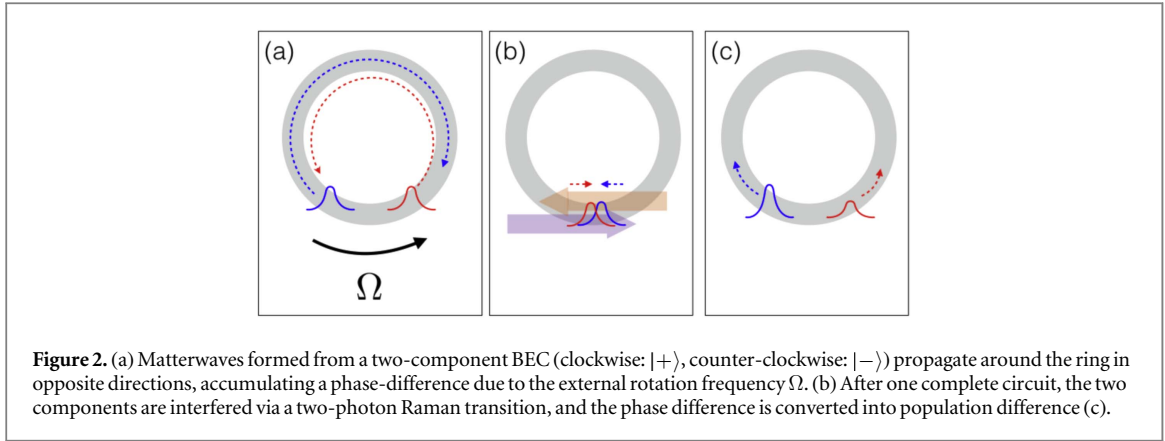 (a)
(b)
(c)
Ω
Figure 2. (a) Matterwaves formed from a two-component BEC (clockwise: |+⟩, counter-clockwise: |−⟩) propagate around the ring in
opposite directions, accumulating a phase-difference due to the external rotation frequency Ω. (b) After one complete circuit, the two
components are interfered via a two-photon Raman transition, and the phase difference is converted into population difference (c).